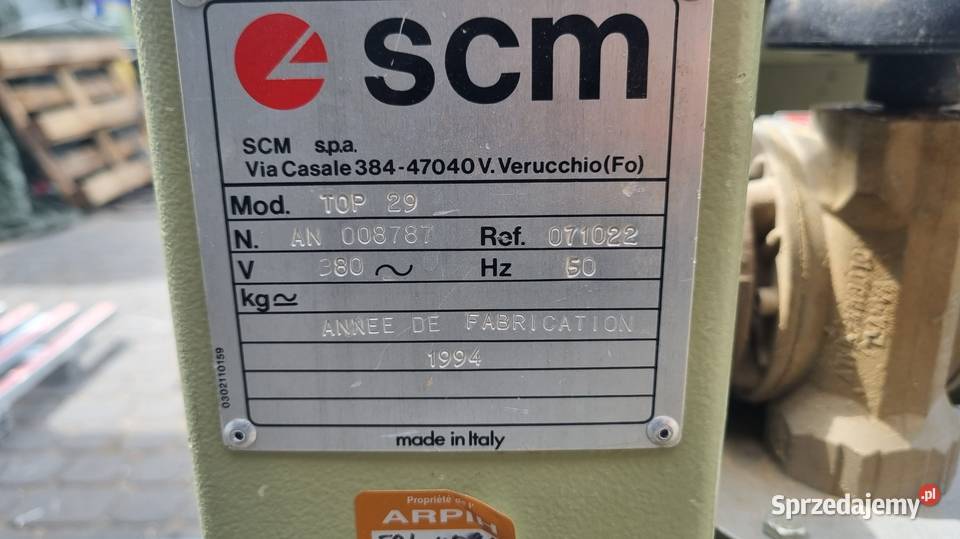 scm
SCM s.p.a.
Via Casale 384-47040 V. Verucchio (Fo)
Mod. TOP 29
N. AN 008787 Ref. 071022
V 380 ~ Hz 50
kg≃
ANNEE DE FABRICATION
1994
0302110159
made in Italy
Propriété
ARPIN
Sprzedajemy.pl